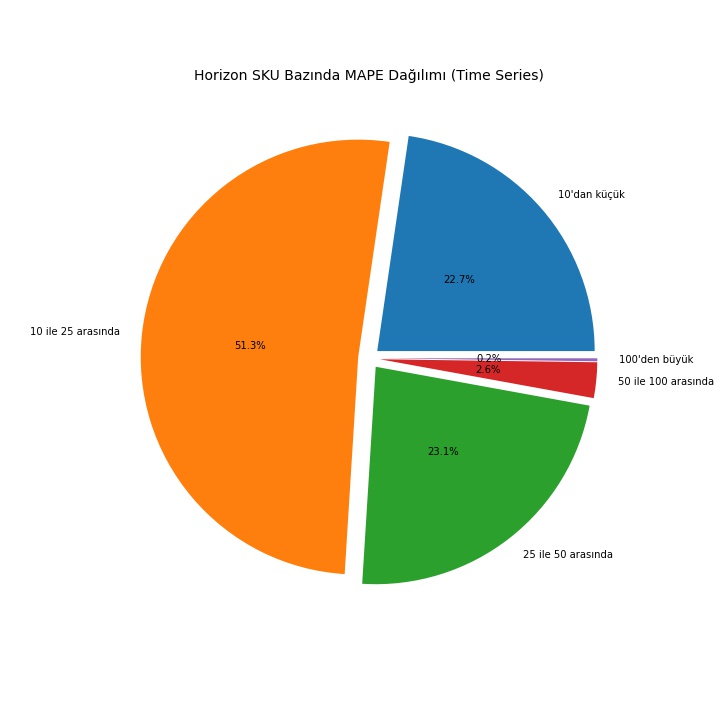 Horizon SKU Bazında MAPE Dağılımı (Time Series)
10'dan küçük
22.7%
10 ile 25 arasında
51.3%
0.2%
100'den büyük
2.6%
50 ile 100 arasında
23.1%
25 ile 50 arasında